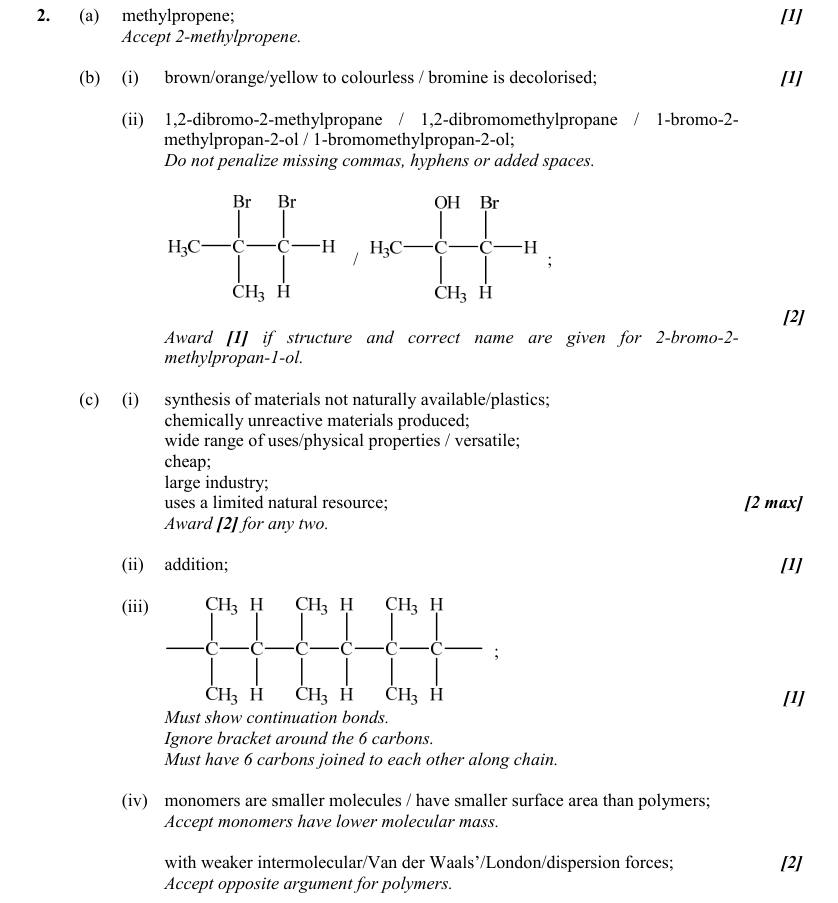 2. (a) methylpropene; [1]
Accept 2-methylpropene.
(b) (i) brown/orange/yellow to colourless / bromine is decolorised; [1]
(ii) 1,2-dibromo-2-methylpropane / 1,2-dibromomethylpropane / 1-bromo-2-
methylpropan-2-ol / 1-bromomethylpropan-2-ol;
Do not penalize missing commas, hyphens or added spaces.
Br Br OH Br
H₃C—C—C—H / H₃C—C—C—H ;
CH₃ H CH₃ H
[2]
Award [1] if structure and correct name are given for 2-bromo-2-
methylpropan-1-ol.
(c) (i) synthesis of materials not naturally available/plastics;
chemically unreactive materials produced;
wide range of uses/physical properties / versatile;
cheap;
large industry;
uses a limited natural resource; [2 max]
Award [2] for any two.
(ii) addition; [1]
(iii) CH₃ H CH₃ H CH₃ H
—C—C—C—C—C—C— ;
CH₃ H CH₃ H CH₃ H [1]
Must show continuation bonds.
Ignore bracket around the 6 carbons.
Must have 6 carbons joined to each other along chain.
(iv) monomers are smaller molecules / have smaller surface area than polymers;
Accept monomers have lower molecular mass.
with weaker intermolecular/Van der Waals’/London/dispersion forces; [2]
Accept opposite argument for polymers.